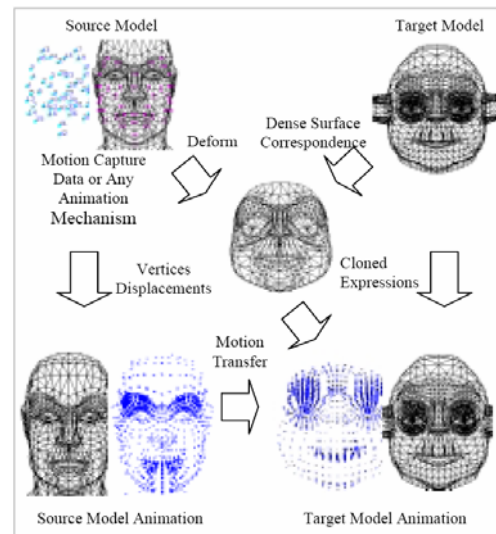 Source Model
Target Model
Deform
Dense Surface
Correspondence
Motion Capture
Data or Any
Animation
Mechanism
Vertices
Displacements
Cloned
Expressions
Motion
Transfer
Source Model Animation
Target Model Animation